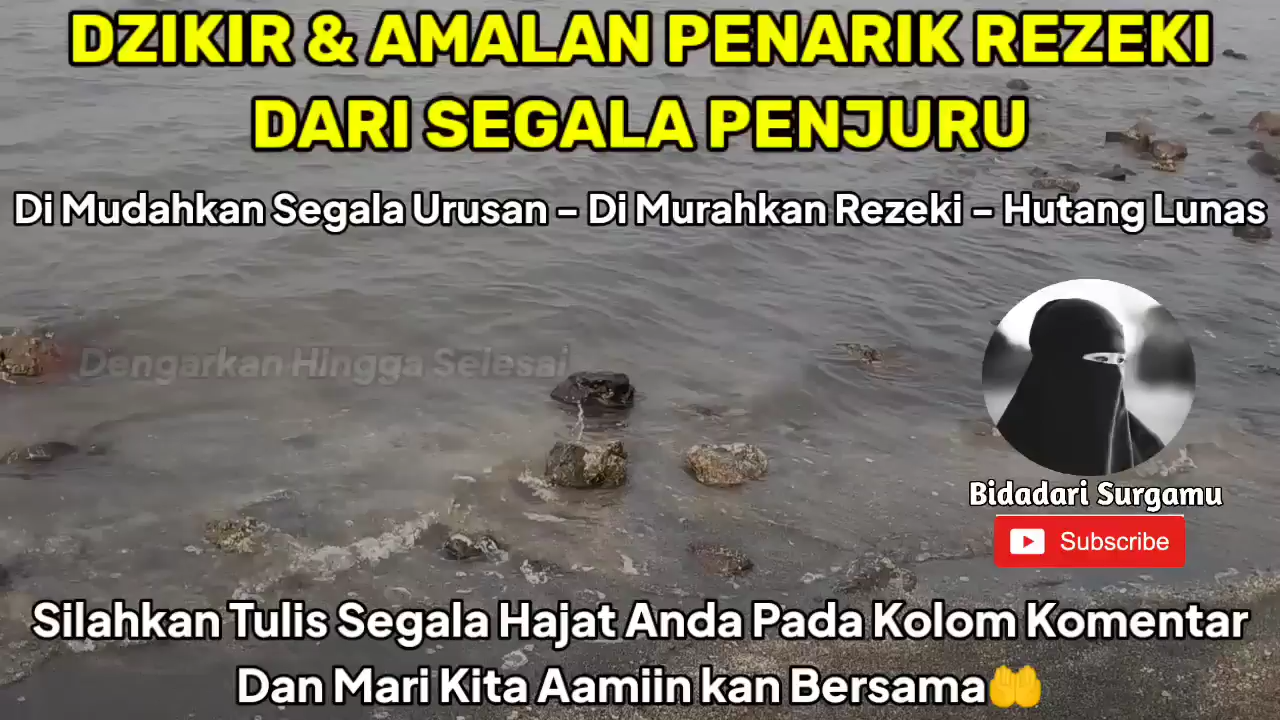 DZIKIR & AMALAN PENARIK REZEKI
DARI SEGALA PENJURU
Di Mudahkan Segala Urusan - Di Murahkan Rezeki - Hutang Lunas
Dengarkan Hingga Selesai
Bidadari Surgamu
Subscribe
Silahkan Tulis Segala Hajat Anda Pada Kolom Komentar
Dan Mari Kita Aamiin kan Bersama🤲